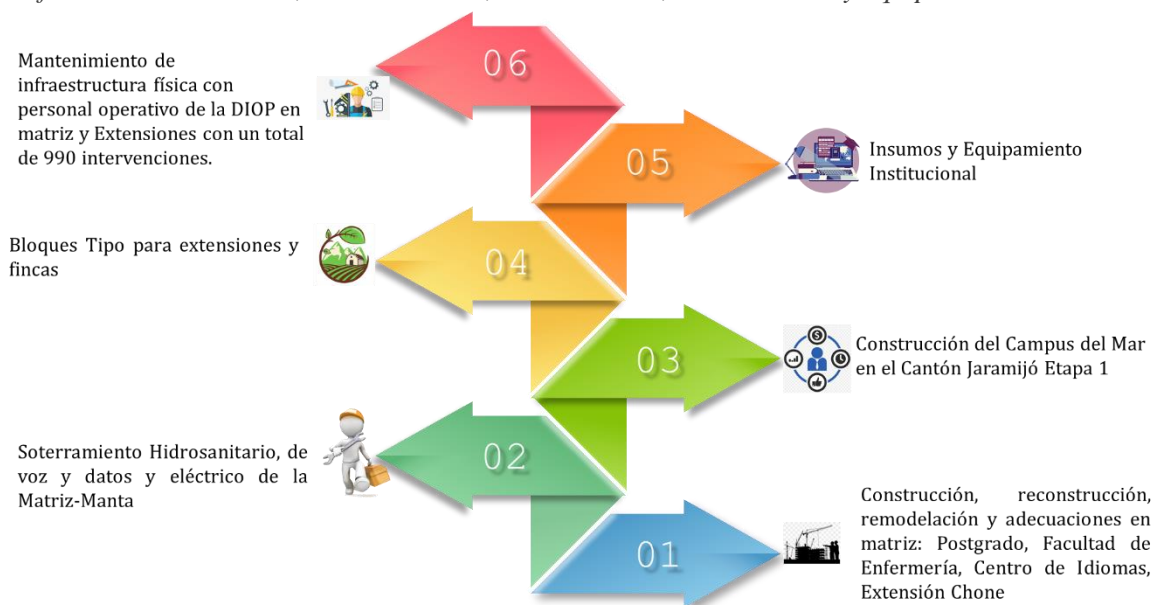 06
Mantenimiento de
infraestructura física con
personal operativo de la DIOP en
matriz y Extensiones con un total
de 990 intervenciones.
05
Insumos y Equipamiento
Institucional
Bloques Tipo para extensiones y
fincas
04
03
Construcción del Campus del Mar
en el Cantón Jaramijó Etapa 1
Soterramiento Hidrosanitario, de
voz y datos y eléctrico de la
Matriz-Manta
02
01
Construcción, reconstrucción,
remodelación y adecuaciones en
matriz: Postgrado, Facultad de
Enfermería, Centro de Idiomas,
Extensión Chone